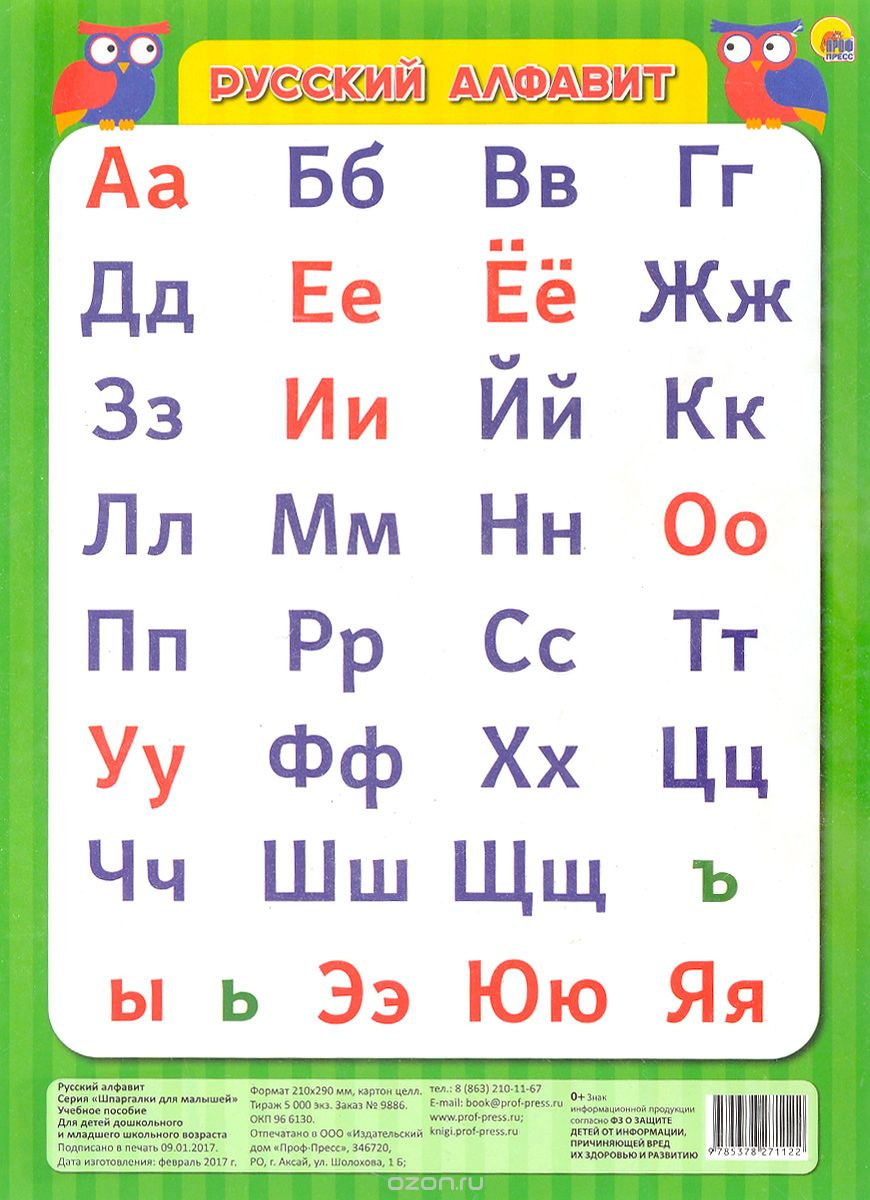 РУССКИЙ АЛФАВИТ
ПРОФ
ПРЕСС
Аа Бб Вв Гг
Дд Ее Ёё Жж
Зз Ии Йй Кк
Лл Мм Нн Оо
Пп Рр Сс Тт
Уу Фф Хх Цц
Чч Шш Щщ ъ
ы ь Ээ Юю Яя
Русский алфавит
Серия «Шпаргалки для малышей»
Учебное пособие
Для детей дошкольного
и младшего школьного возраста
Подписано в печать 09.01.2017.
Дата изготовления: февраль 2017 г.
Формат 210х290 мм, картон целл.
Тираж 5 000 экз. Заказ № 9886.
ОКП 96 6130.
Отпечатано в ООО «Издательский
дом «Проф-Пресс», 346720,
РО, г. Аксай, ул. Шолохова, 1 Б;
тел.: 8 (863) 210-11-67
E-mail: book@prof-press.ru
www.prof-press.ru;
knigi.prof-press.ru
0+ Знак
информационной продукции
согласно ФЗ О ЗАЩИТЕ
ДЕТЕЙ ОТ ИНФОРМАЦИИ,
ПРИЧИНЯЮЩЕЙ ВРЕД
ИХ ЗДОРОВЬЮ И РАЗВИТИЮ
9 785378 271122
ozon.ru